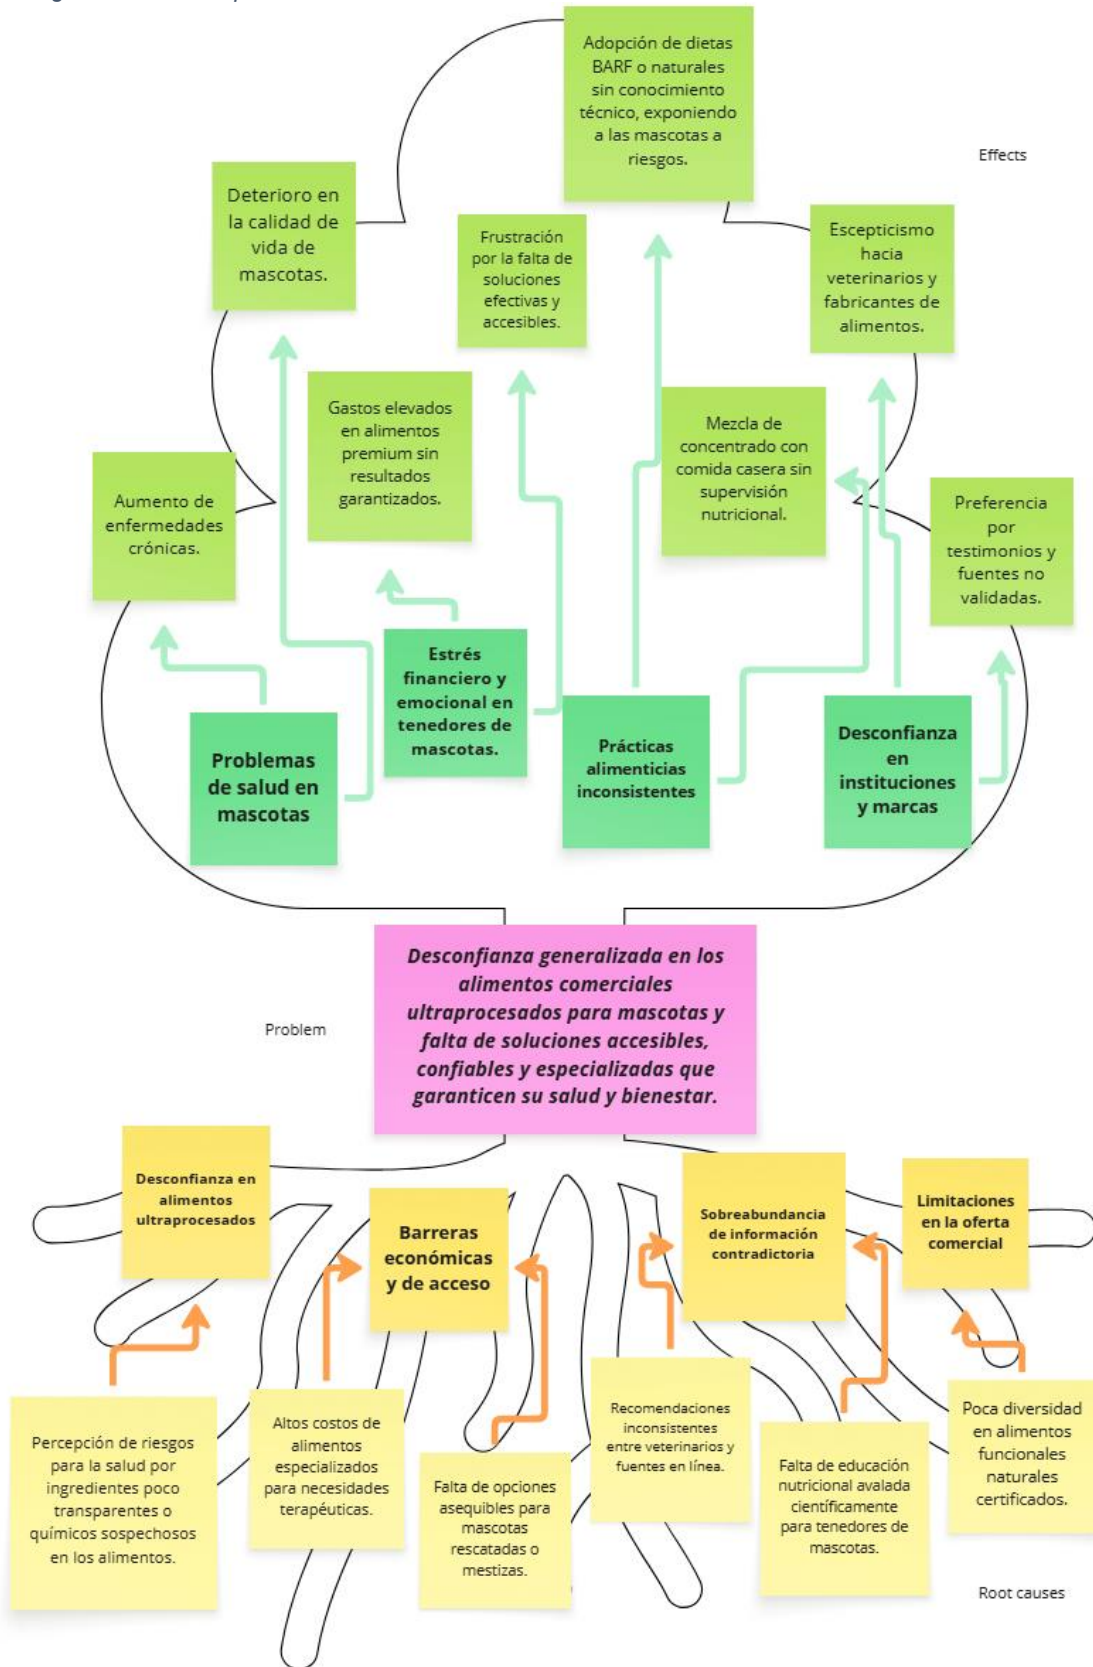 Adopción de dietas
BARF o naturales
sin conocimiento
técnico, exponiendo
a las mascotas a
riesgos.
Effects
Deterioro en
la calidad de
vida de
mascotas.
Frustración
por la falta de
soluciones
efectivas y
accesibles.
Escepticismo
hacia
veterinarios y
fabricantes de
alimentos.
Gastos elevados
en alimentos
premium sin
resultados
garantizados.
Mezcla de
concentrado con
comida casera sin
supervisión
nutricional.
Aumento de
enfermedades
crónicas.
Preferencia
por
testimonios y
fuentes no
validadas.
Estrés
financiero y
emocional en
tenedores de
mascotas.
Problemas
de salud en
mascotas
Prácticas
alimenticias
inconsistentes
Desconfianza
en
instituciones
y marcas
Desconfianza generalizada en los
alimentos comerciales
ultraprocesados para mascotas y
falta de soluciones accesibles,
confiables y especializadas que
garanticen su salud y bienestar.
Problem
Desconfianza en
alimentos
ultraprocesados
Barreras
económicas
y de acceso
Sobreabundancia
de información
contradictoria
Limitaciones
en la oferta
comercial
Percepción de riesgos
para la salud por
ingredientes poco
transparentes o
químicos sospechosos
en los alimentos.
Altos costos de
alimentos
especializados
para necesidades
terapéuticas.
Falta de opciones
asequibles para
mascotas
rescatadas o
mestizas.
Recomendaciones
inconsistentes
entre veterinarios y
fuentes en línea.
Falta de educación
nutricional avalada
científicamente
para tenedores de
mascotas.
Poca diversidad
en alimentos
funcionales
naturales
certificados.
Root causes